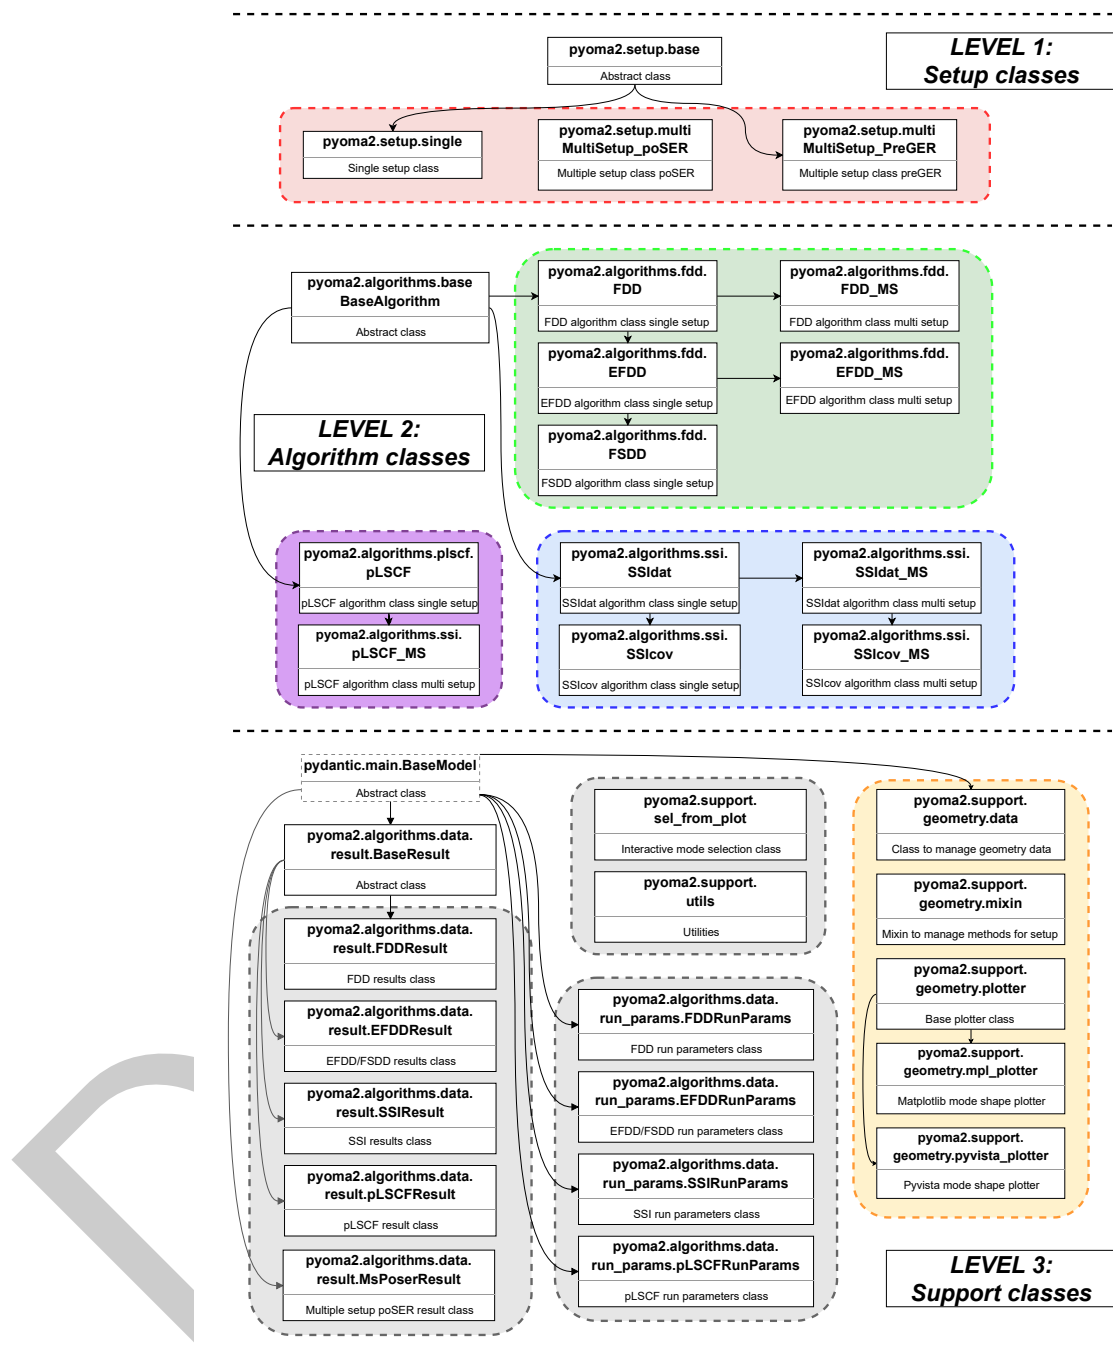 pyoma2.setup.base
Abstract class
LEVEL 1:
Setup classes
pyoma2.setup.single
Single setup class
pyoma2.setup.multi
MultiSetup_poSER
Multiple setup class poSER
pyoma2.setup.multi
MultiSetup_PreGER
Multiple setup class preGER
pyoma2.algorithms.base
BaseAlgorithm
Abstract class
pyoma2.algorithms.fdd.
FDD
FDD algorithm class single setup
pyoma2.algorithms.fdd.
FDD_MS
FDD algorithm class multi setup
pyoma2.algorithms.fdd.
EFDD
EFDD algorithm class single setup
pyoma2.algorithms.fdd.
EFDD_MS
EFDD algorithm class multi setup
LEVEL 2:
Algorithm classes
pyoma2.algorithms.fdd.
FSDD
FSDD algorithm class single setup
pyoma2.algorithms.plscf.
pLSCF
pLSCF algorithm class single setup
pyoma2.algorithms.ssi.
pLSCF_MS
pLSCF algorithm class multi setup
pyoma2.algorithms.ssi.
SSIdat
SSIdat algorithm class single setup
pyoma2.algorithms.ssi.
SSIdat_MS
SSIdat algorithm class multi setup
pyoma2.algorithms.ssi.
SSIcov
SSIcov algorithm class single setup
pyoma2.algorithms.ssi.
SSIcov_MS
SSIcov algorithm class multi setup
pydantic.main.BaseModel
Abstract class
pyoma2.algorithms.data.
result.BaseResult
Abstract class
pyoma2.algorithms.data.
result.FDDResult
FDD results class
pyoma2.algorithms.data.
result.EFDDResult
EFDD/FSDD results class
pyoma2.algorithms.data.
result.SSIResult
SSI results class
pyoma2.algorithms.data.
result.pLSCFResult
pLSCF result class
pyoma2.algorithms.data.
result.MsPoserResult
Multiple setup poSER result class
pyoma2.support.
sel_from_plot
Interactive mode selection class
pyoma2.support.
utils
Utilities
pyoma2.algorithms.data.
run_params.FDDRunParams
FDD run parameters class
pyoma2.algorithms.data.
run_params.EFDDRunParams
EFDD/FSDD run parameters class
pyoma2.algorithms.data.
run_params.SSIRunParams
SSI run parameters class
pyoma2.algorithms.data.
run_params.pLSCFRunParams
pLSCF run parameters class
pyoma2.support.
geometry.data
Class to manage geometry data
pyoma2.support.
geometry.mixin
Mixin to manage methods for setup
pyoma2.support.
geometry.plotter
Base plotter class
pyoma2.support.
geometry.mpl_plotter
Matplotlib mode shape plotter
pyoma2.support.
geometry.pyvista_plotter
Pyvista mode shape plotter
LEVEL 3:
Support classes